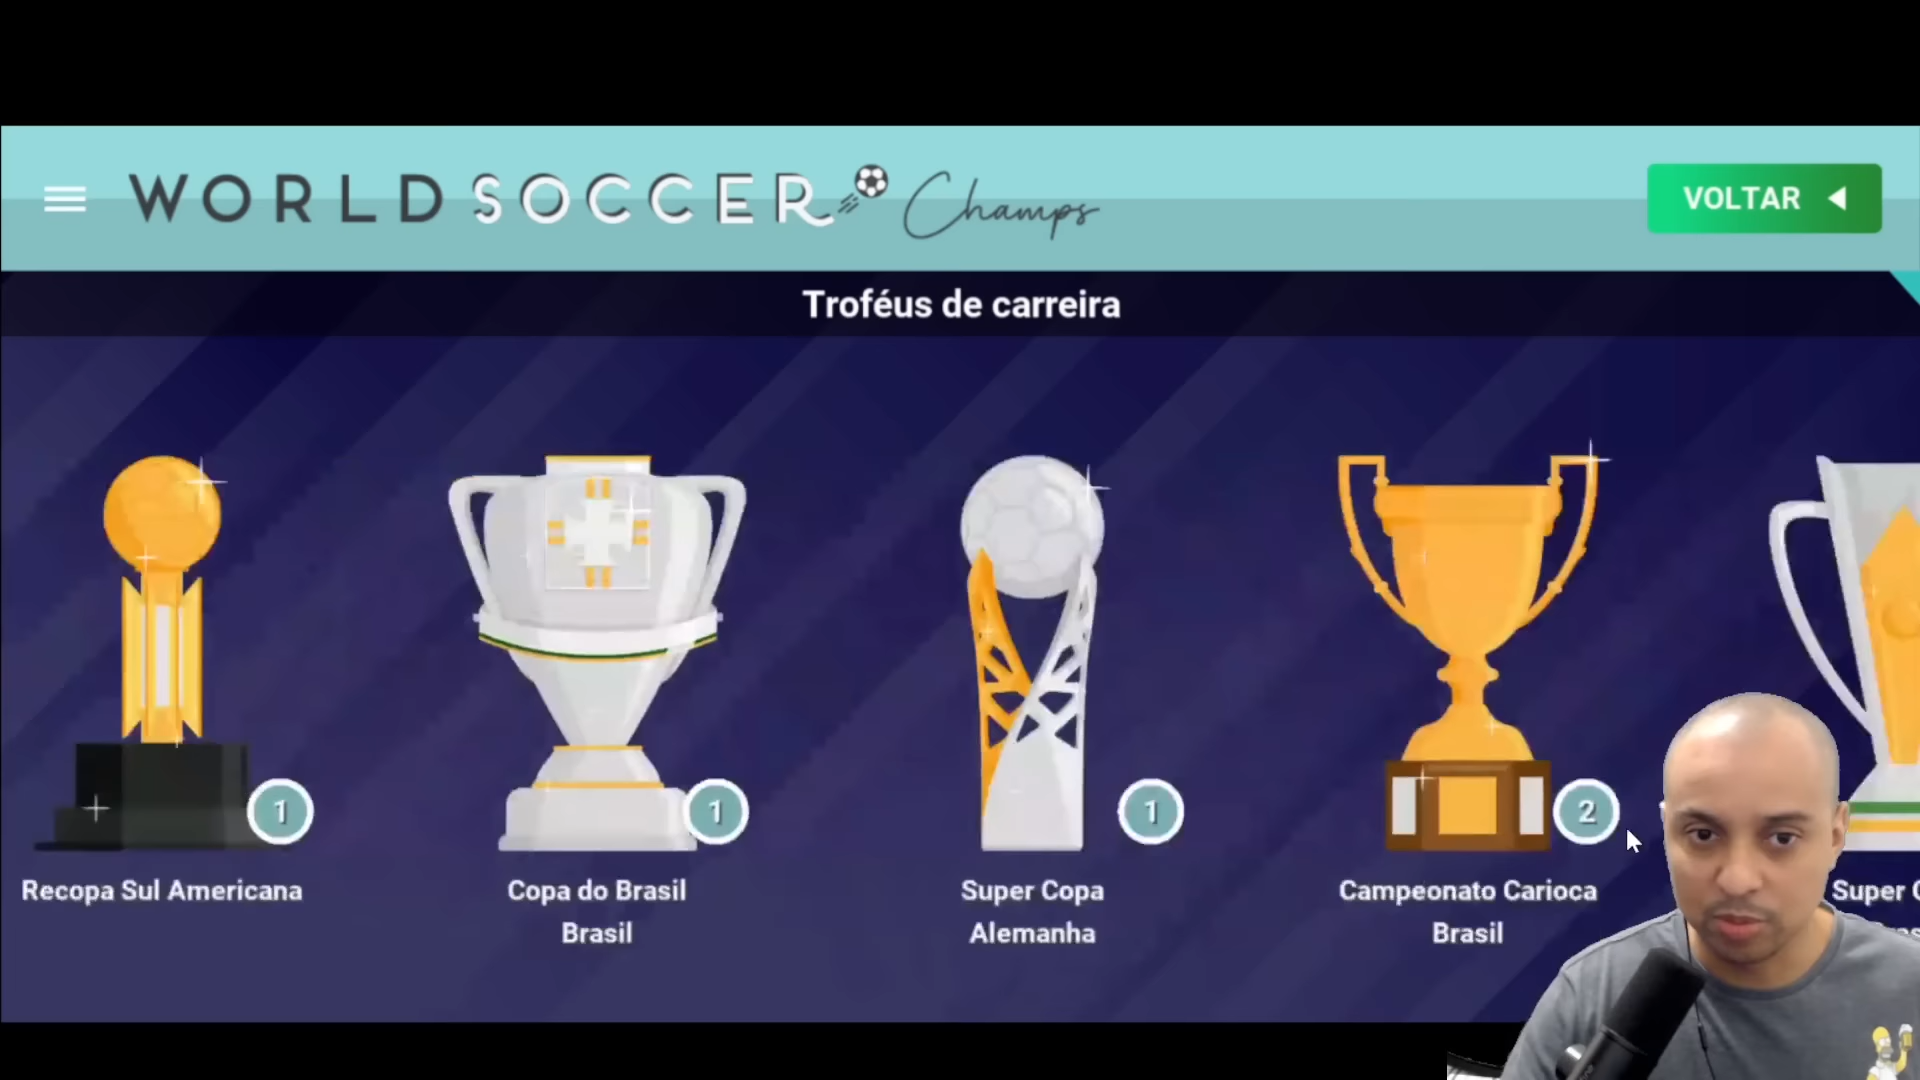 WORLD SOCCER Champs
VOLTAR
Troféus de carreira
1
1
1
2
Recopa Sul Americana
Copa do Brasil
Brasil
Super Copa
Alemanha
Campeonato Carioca
Brasil
Super